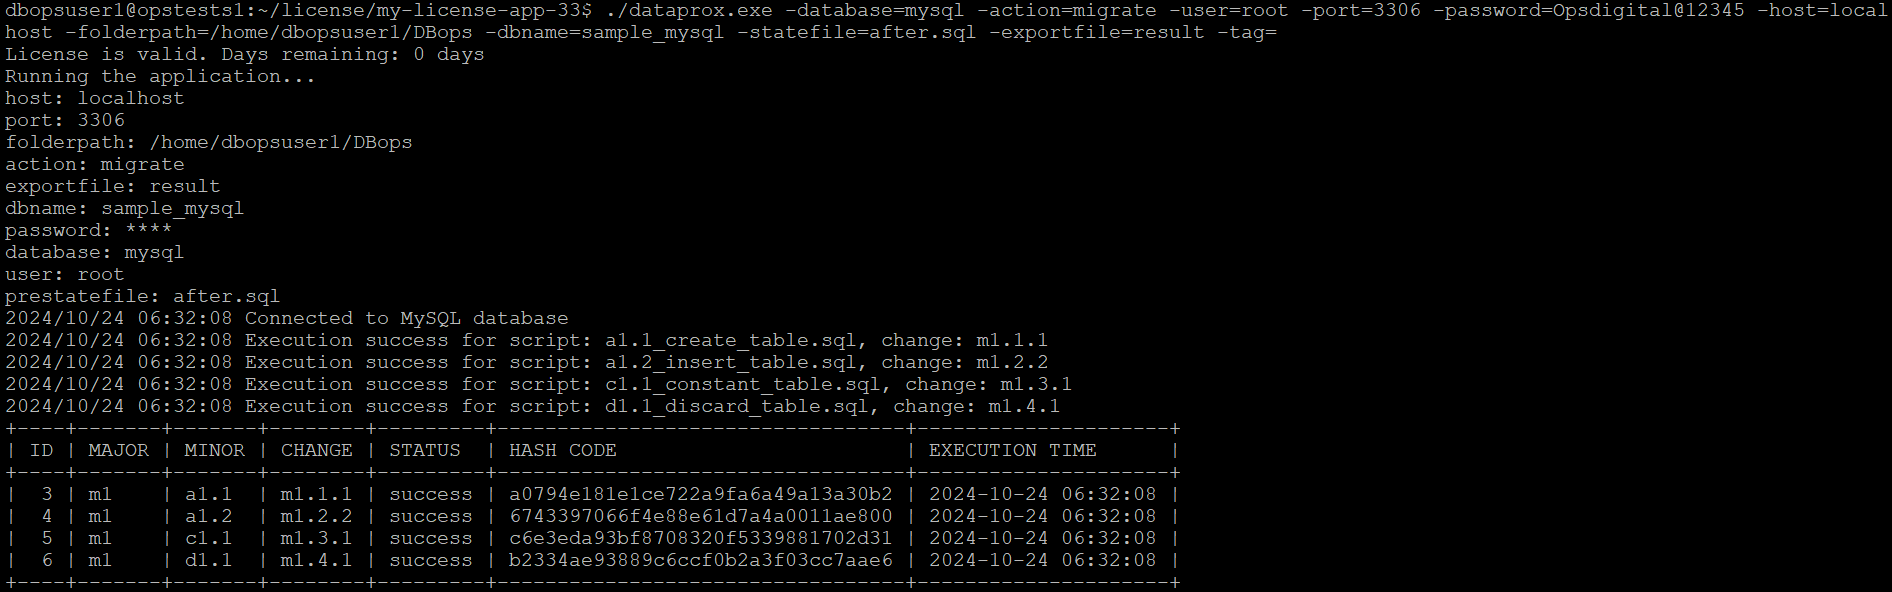 dbopsuser1@opstests1:~/license/my-license-app-33$ ./dataprox.exe -database=mysql -action=migrate -user=root -port=3306 -password=Opsdigital@12345 -host=local
host -folderpath=/home/dbopsuser1/DBops -dbname=sample_mysql -statefile=after.sql -exportfile=result -tag=
License is valid. Days remaining: 0 days
Running the application...
host: localhost
port: 3306
folderpath: /home/dbopsuser1/DBops
action: migrate
exportfile: result
dbname: sample_mysql
password: ****
database: mysql
user: root
prestatefile: after.sql
2024/10/24 06:32:08 Connected to MySQL database
2024/10/24 06:32:08 Execution success for script: a1.1_create_table.sql, change: m1.1.1
2024/10/24 06:32:08 Execution success for script: a1.2_insert_table.sql, change: m1.2.2
2024/10/24 06:32:08 Execution success for script: c1.1_constant_table.sql, change: m1.3.1
2024/10/24 06:32:08 Execution success for script: d1.1_discard_table.sql, change: m1.4.1
+----+-------+-------+--------+---------+----------------------------------+---------------------+
| ID | MAJOR | MINOR | CHANGE | STATUS  | HASH CODE                        | EXECUTION TIME      |
+----+-------+-------+--------+---------+----------------------------------+---------------------+
|  3 | m1    | a1.1  | m1.1.1 | success | a0794e181e1ce722a9fa6a49a13a30b2 | 2024-10-24 06:32:08 |
|  4 | m1    | a1.2  | m1.2.2 | success | 6743397066f4e88e61d7a4a0011ae800 | 2024-10-24 06:32:08 |
|  5 | m1    | c1.1  | m1.3.1 | success | c6e3eda93bf8708320f5339881702d31 | 2024-10-24 06:32:08 |
|  6 | m1    | d1.1  | m1.4.1 | success | b2334ae93889c6ccf0b2a3f03cc7aae6 | 2024-10-24 06:32:08 |
+----+-------+-------+--------+---------+----------------------------------+---------------------+